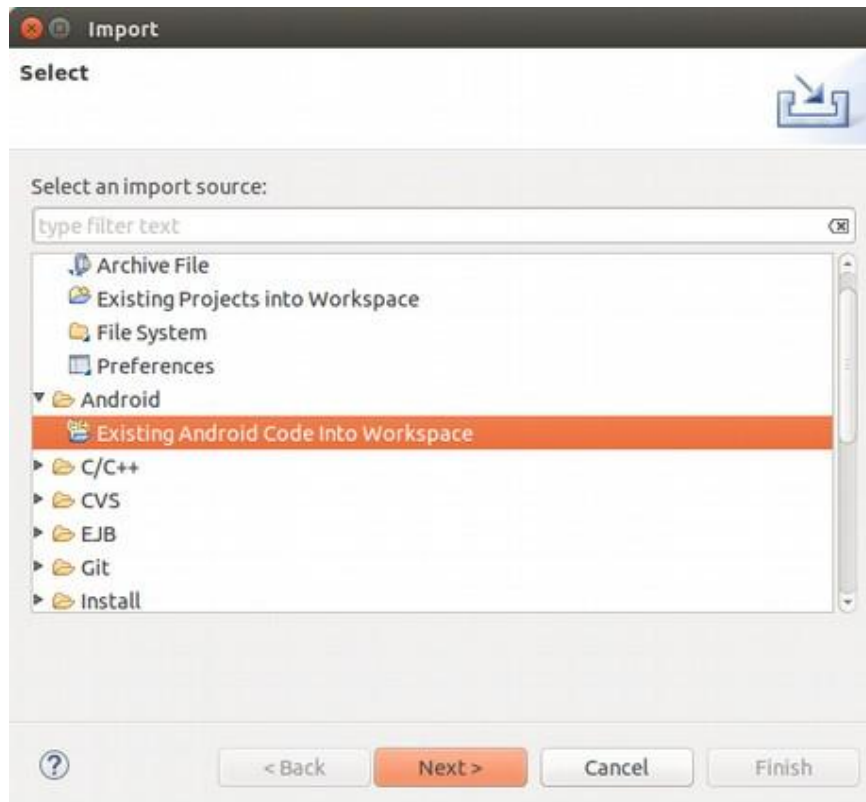 Import
Select
Select an import source:
type filter text
Archive File
Existing Projects into Workspace
File System
Preferences
Android
Existing Android Code Into Workspace
C/C++
CVS
EJB
Git
Install
?
< Back
Next >
Cancel
Finish